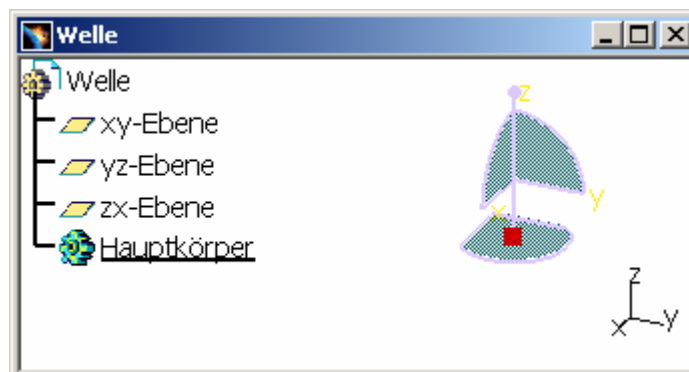 Welle
Welle
xy-Ebene
yz-Ebene
zx-Ebene
Hauptkörper
z
y
x
z
x
y